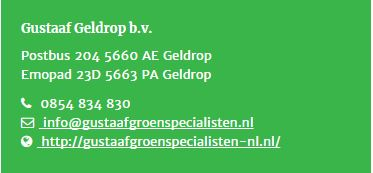 Gustaaf Geldrop b.v.
Postbus 204 5660 AE Geldrop
Emopad 23D 5663 PA Geldrop
0854 834 830
info@gustaafgroenspecialisten.nl
http://gustaafgroenspecialisten-nl.nl/